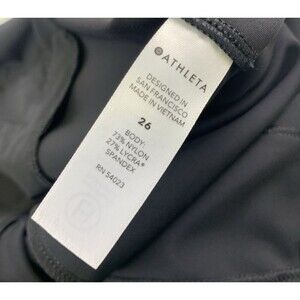 ATHLETA
DESIGNED IN
SAN FRANCISCO
MADE IN VIETNAM
26
BODY:
73% NYLON
27% LYCRA®
SPANDEX
RN 54023